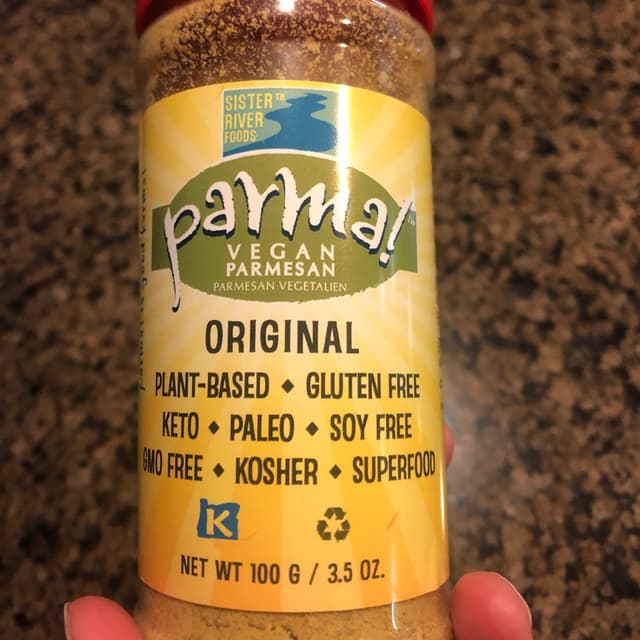 SISTER™
RIVER
FOODS
parma!
VEGAN
PARMESAN
PARMESAN VEGETALIEN
ORIGINAL
PLANT-BASED ◆ GLUTEN FREE
KETO ◆ PALEO ◆ SOY FREE
GMO FREE ◆ KOSHER ◆ SUPERFOOD
K
NET WT 100 G / 3.5 OZ.